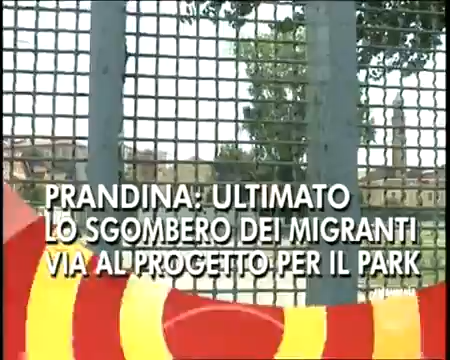 PRANDINA: ULTIMATO
LO SGOMBERO DEI MIGRANTI
VIA AL PROGETTO PER IL PARK